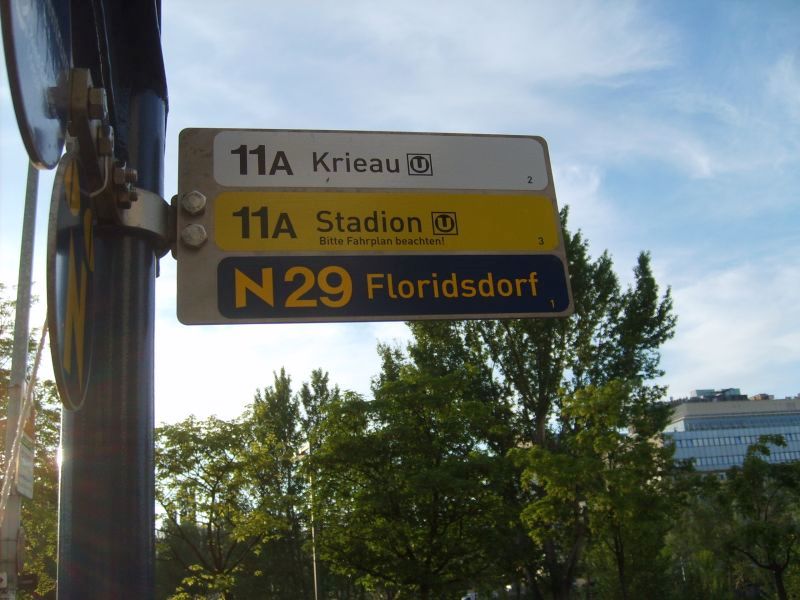 11A Krieau U
2
11A Stadion U
Bitte Fahrplan beachten!
3
N29 Floridsdorf
1
N